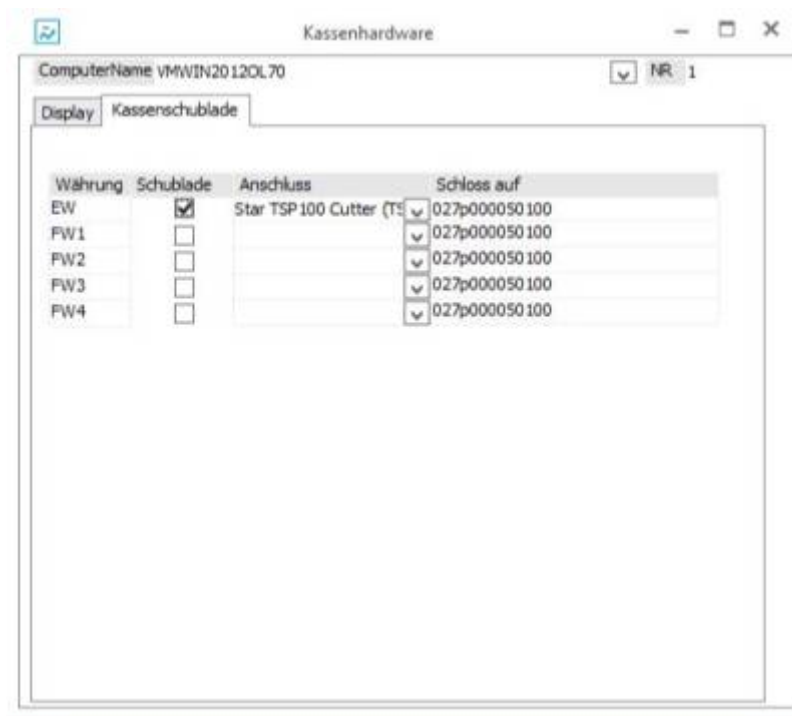 Kassenhardware
ComputerName VMWIN2012OL70 NR 1
Display Kassenschublade
Währung Schublade Anschluss Schloss auf
EW Star TSP100 Cutter (TS 027p000050100
FW1 027p000050100
FW2 027p000050100
FW3 027p000050100
FW4 027p000050100